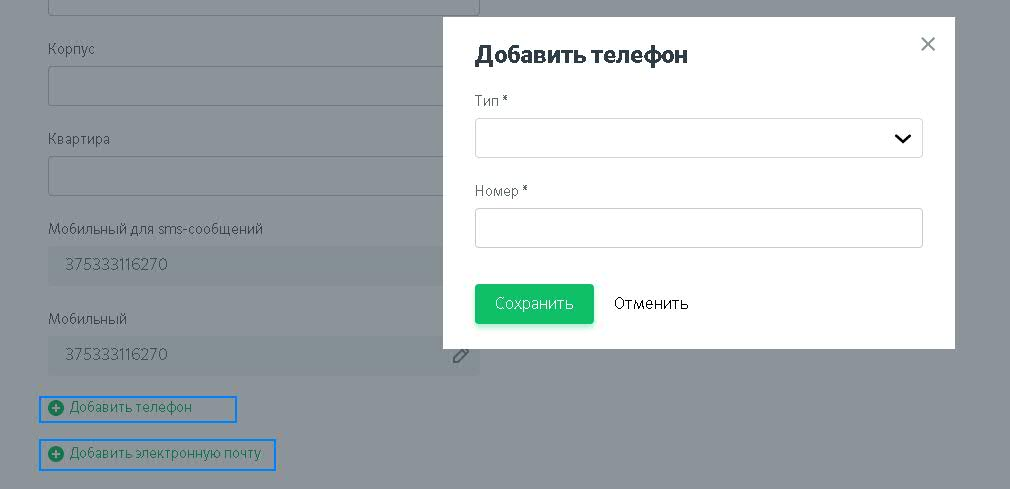 Корпус
Квартира
Мобильный для sms-сообщений
375333116270
Мобильный
375333116270
Добавить телефон
Добавить электронную почту
Добавить телефон
Тип *
Номер *
Сохранить Отменить